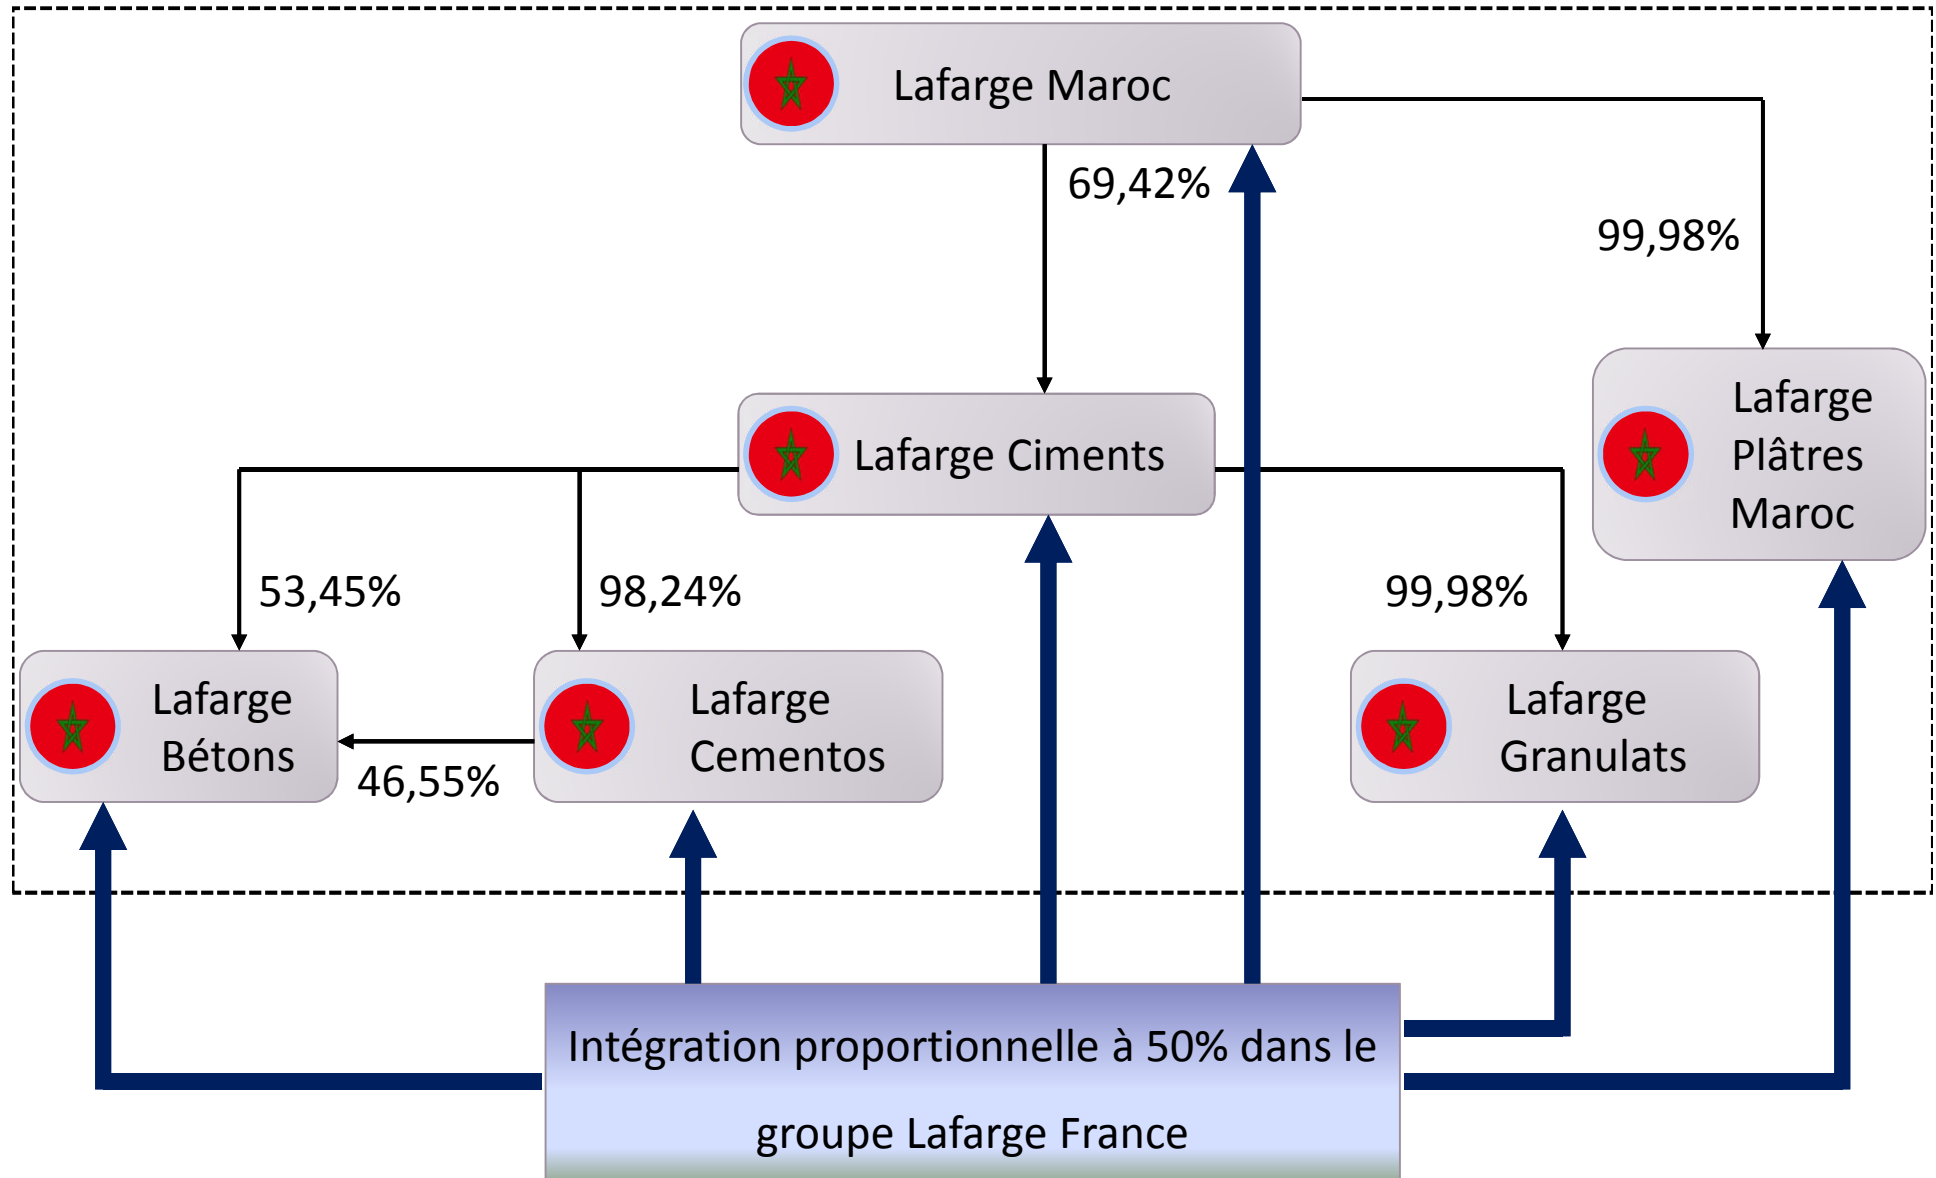 Lafarge Maroc
69,42%
99,98%
Lafarge
Plâtres
Maroc
Lafarge Ciments
53,45%
98,24%
99,98%
Lafarge
Bétons
46,55%
Lafarge
Cementos
Lafarge
Granulats
Intégration proportionnelle à 50% dans le
groupe Lafarge France